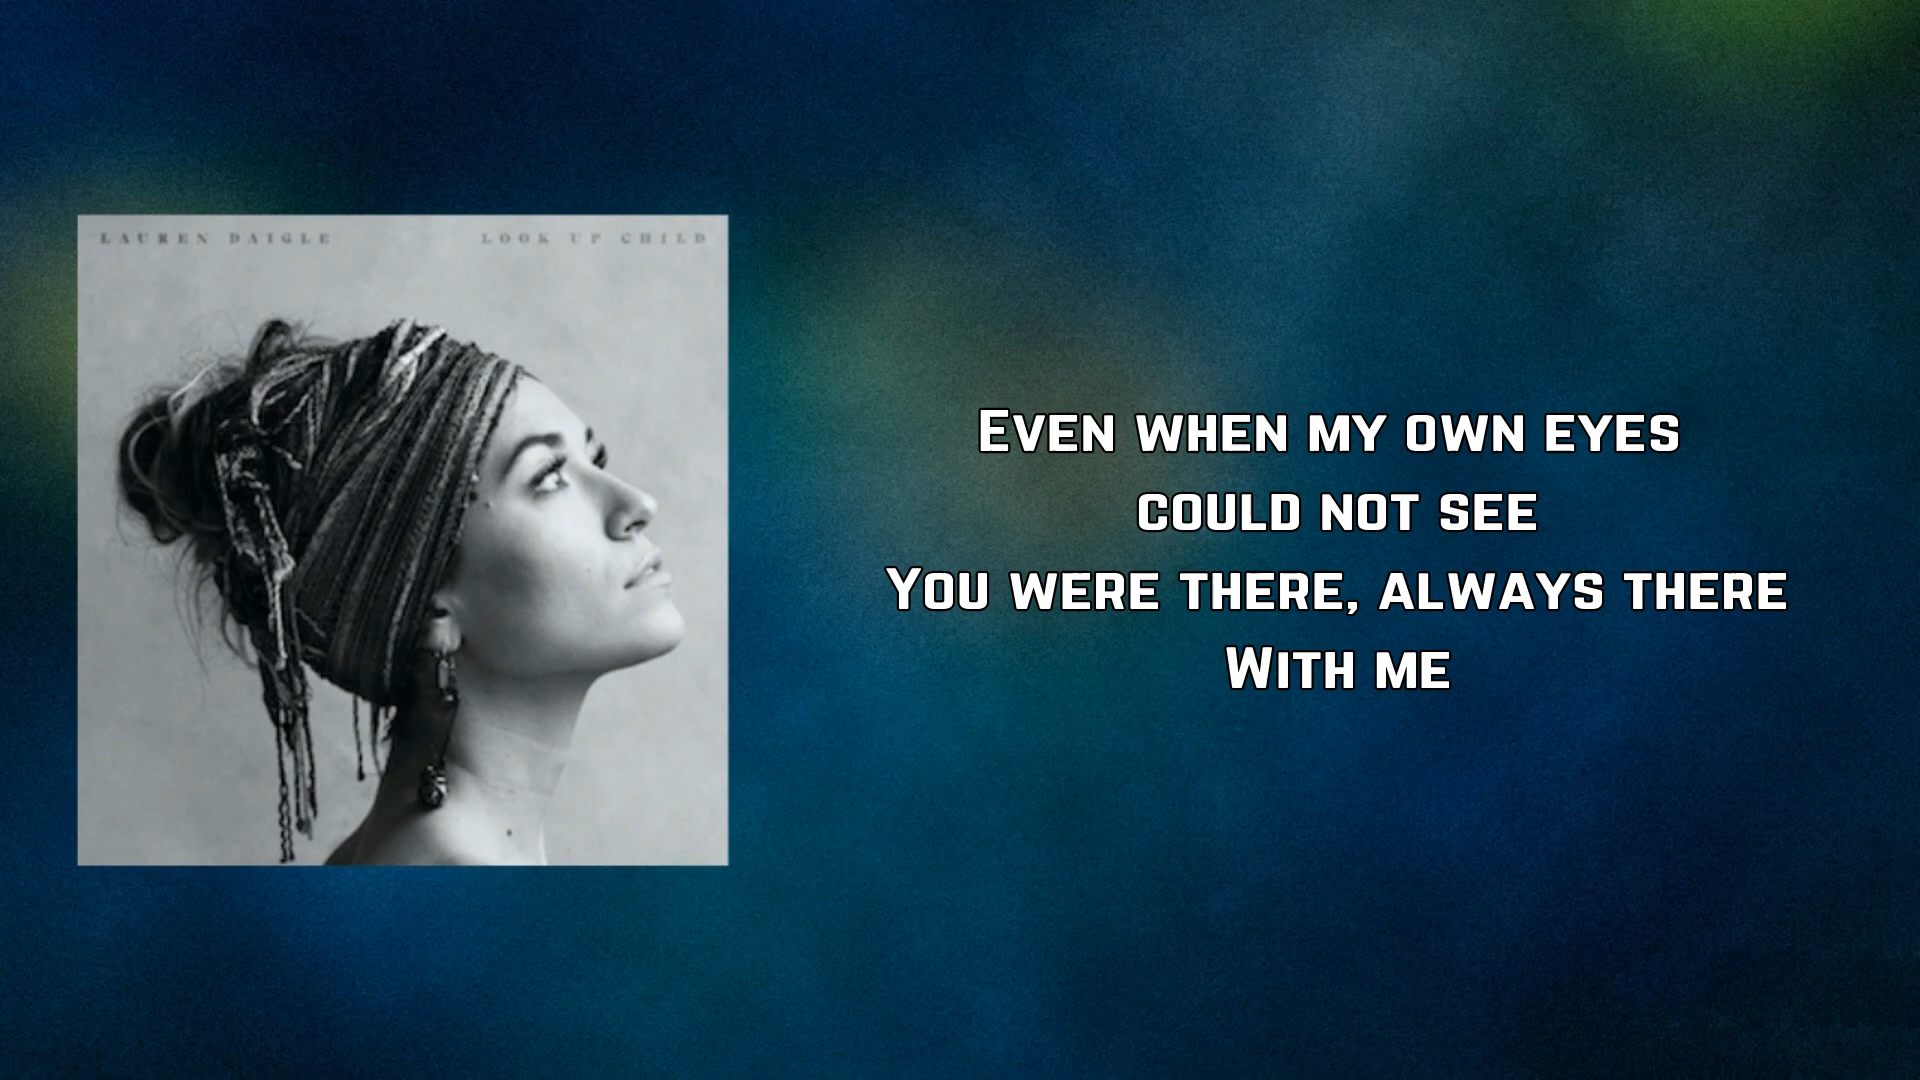 LAUREN DAIGLE LOOK UP CHILD
Even when my own eyes
could not see
You were there, always there
With me